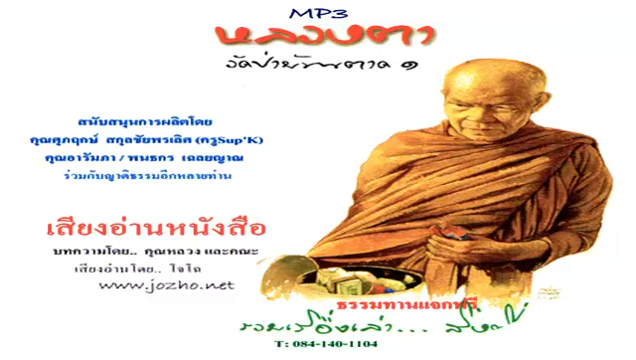 MP3
หลวงตา
วัดป่าบ้านตาด ๑
สนับสนุนการผลิตโดย
คุณศุภฤกษ์ สกุลชัยพรเลิศ (ครูSup'K)
คุณอารัมภา / พนธกร เฉลยญาณ
ร่วมกับญาติธรรมอีกหลายท่าน
เสียงอ่านหนังสือ
บทความโดย.. คุณหลวง และคณะ
เสียงอ่านโดย.. โจโฉ
www.jozho.net
ธรรมทานแจกฟรี
รวมเรื่องเล่า...
T: 084-140-1104